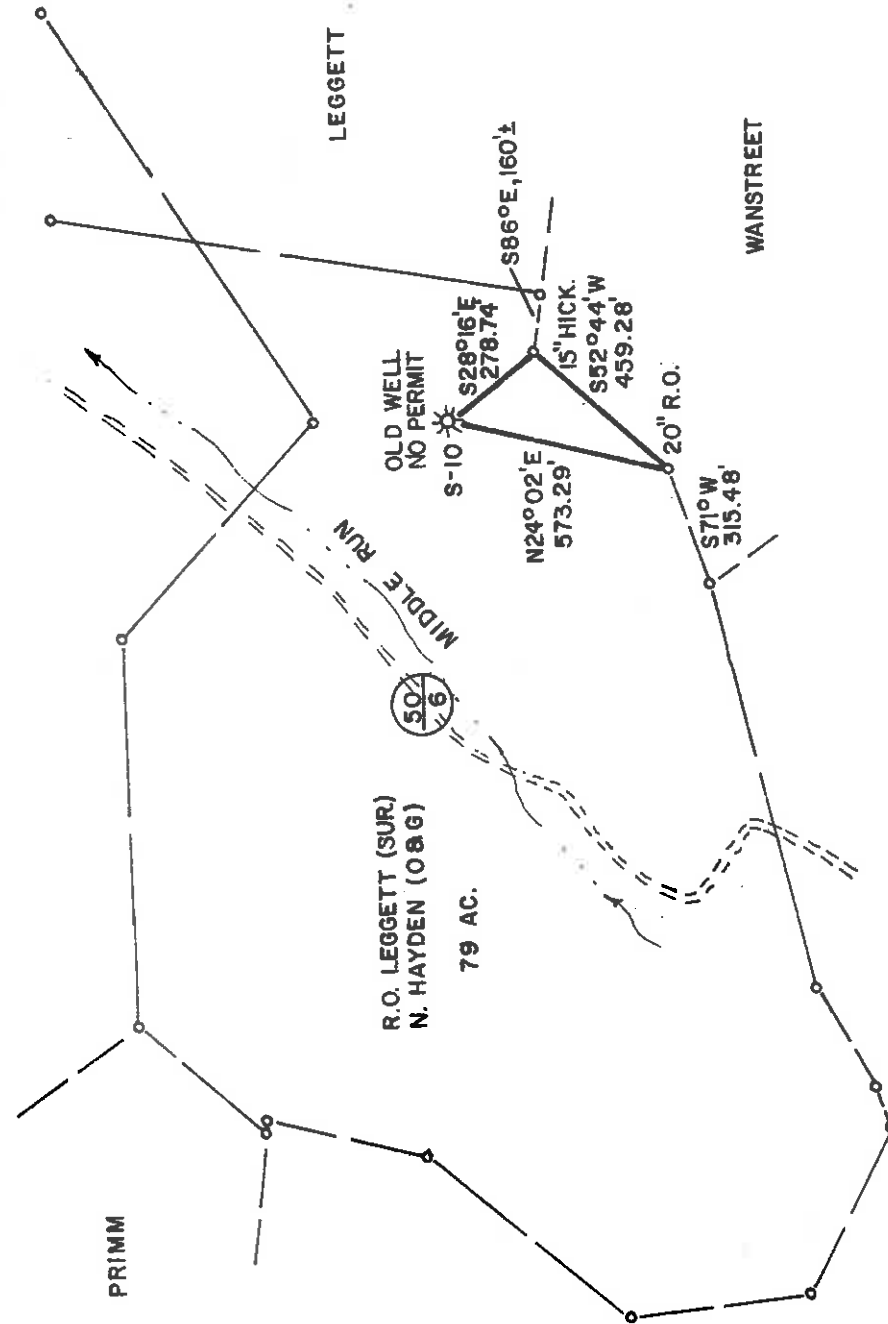 LEGGETT
PRIMM
OLD WELL
NO PERMIT
S-10
S28°16'E
278.74'
S86°E,160'±
15" HICK.
S52°44'W
459.28'
N24°02'E
573.29'
20" R.O.
S71°W
315.48'
WANSTREET
MIDDLE RUN
50
6
R.O. LEGGETT (SUR)
N. HAYDEN (O&G)
79 AC.